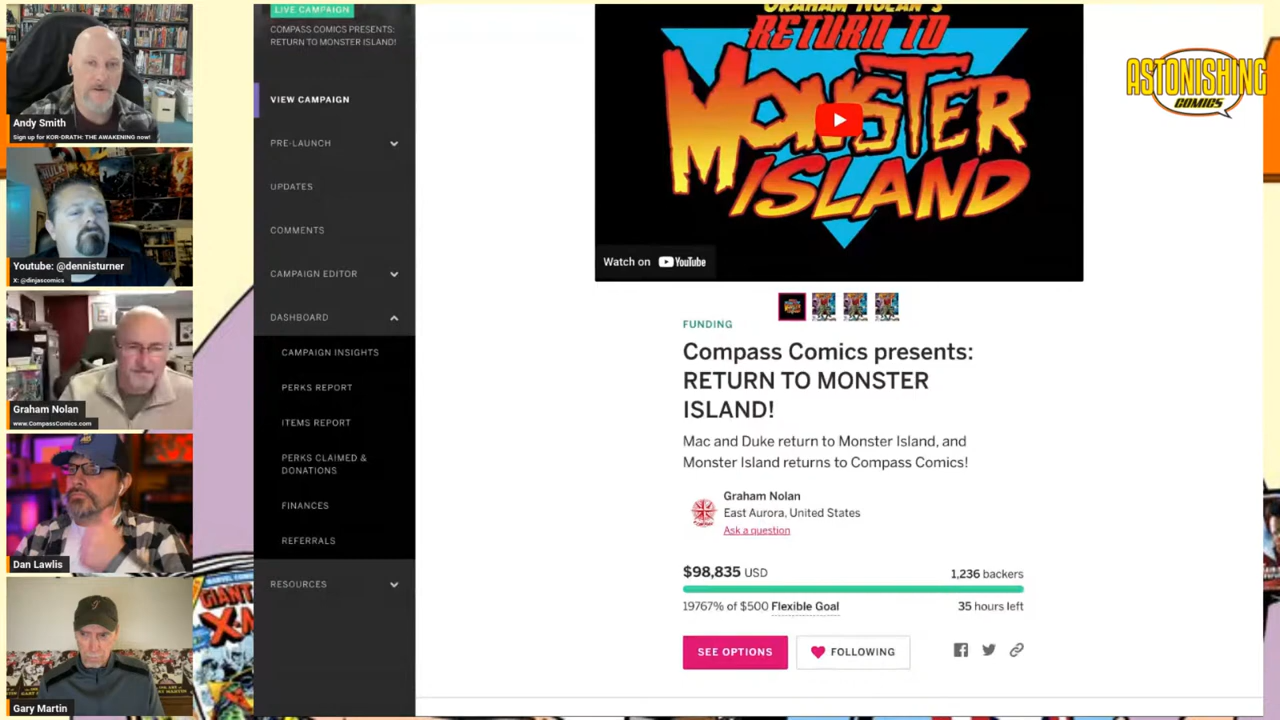 Andy Smith
Sign up for KOR-DRATH: THE AWAKENING now!
Youtube: @dennisturner
X: @dinjascomics
Graham Nolan
www.CompassComics.com
Dan Lawlis
Gary Martin
LIVE CAMPAIGN
COMPASS COMICS PRESENTS:
RETURN TO MONSTER ISLAND!
VIEW CAMPAIGN
PRE-LAUNCH
UPDATES
COMMENTS
CAMPAIGN EDITOR
DASHBOARD
CAMPAIGN INSIGHTS
PERKS REPORT
ITEMS REPORT
PERKS CLAIMED &
DONATIONS
FINANCES
REFERRALS
RESOURCES
GRAHAM NOLAN'S
RETURN TO
MONSTER
ISLAND
Watch on YouTube
FUNDING
Compass Comics presents:
RETURN TO MONSTER
ISLAND!
Mac and Duke return to Monster Island, and
Monster Island returns to Compass Comics!
Graham Nolan
East Aurora, United States
Ask a question
$98,835 USD
1,236 backers
19767% of $500 Flexible Goal
35 hours left
SEE OPTIONS
FOLLOWING
ASTONISHING
COMICS
GIANT
X-M